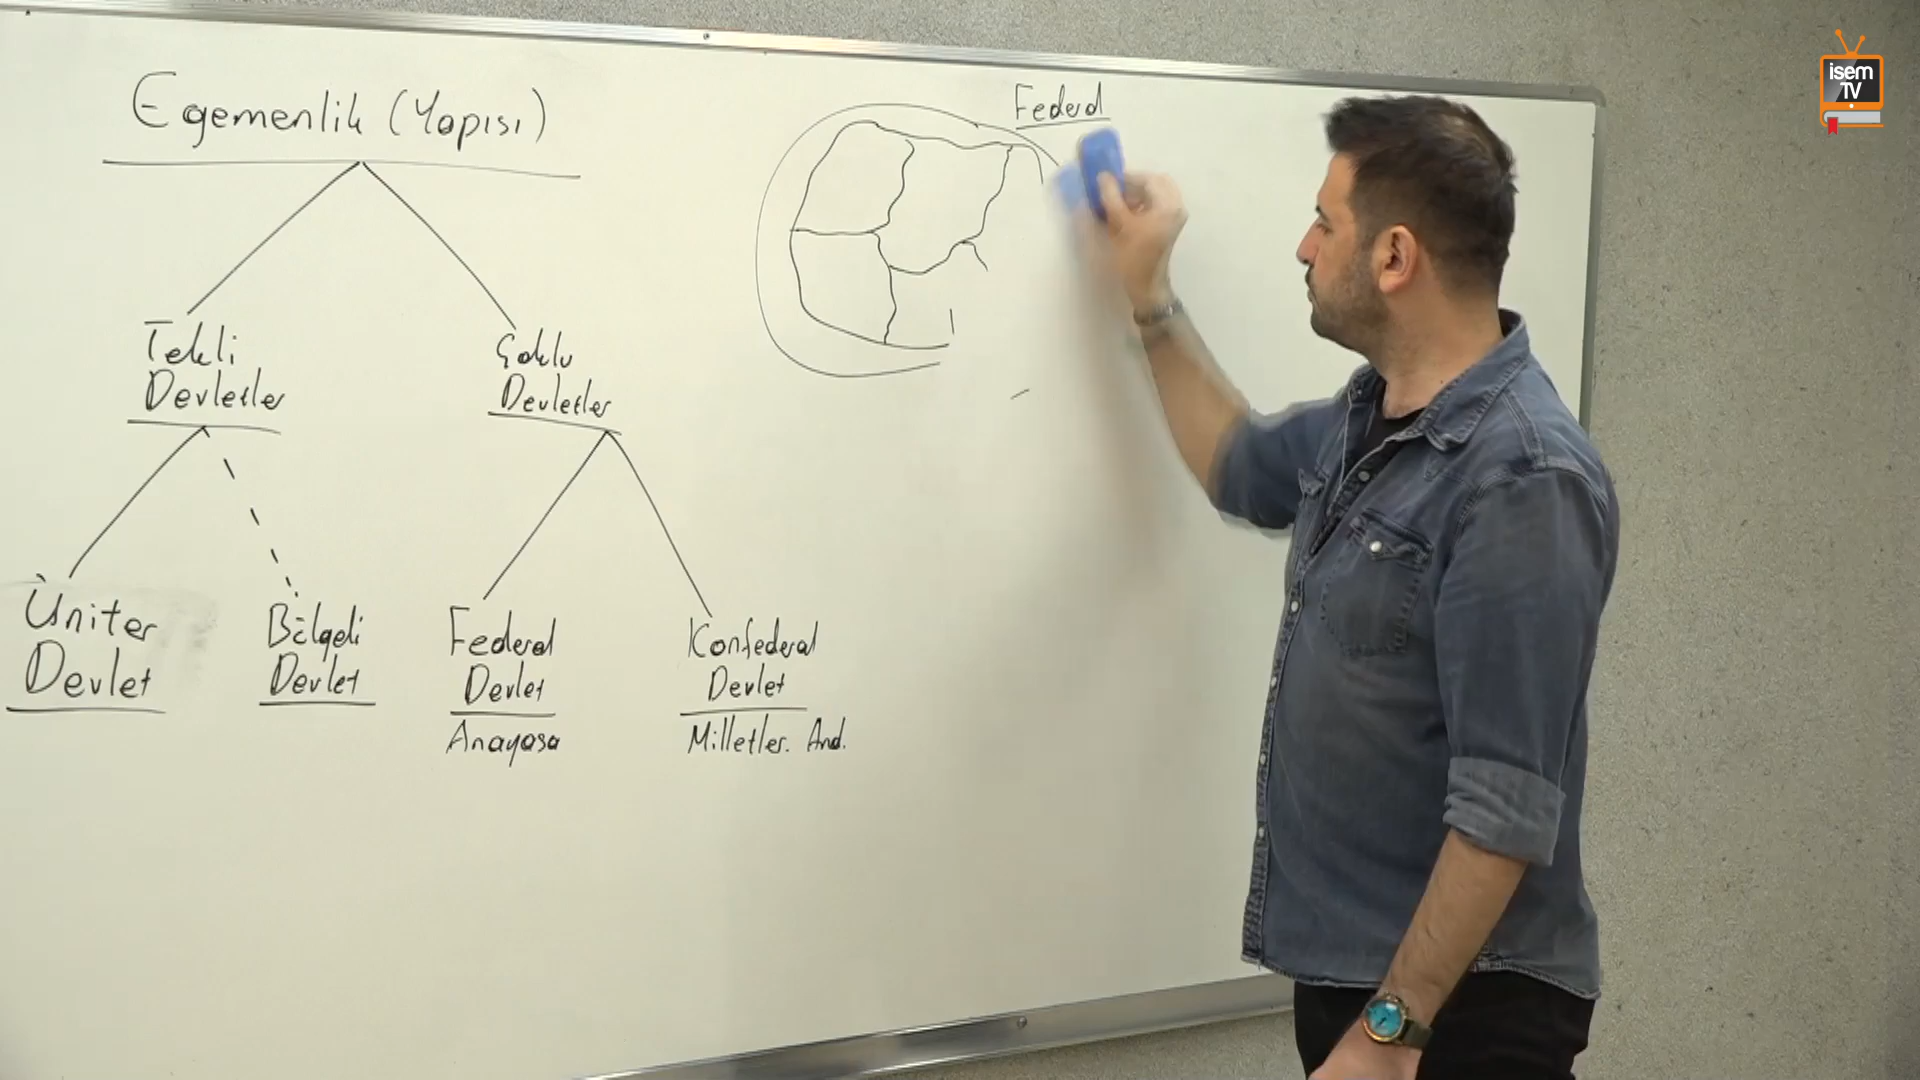 Egemenlik (Yapısı)
Tekli
Devletler
Çoklu
Devletler
Üniter
Devlet
Bölgeli
Devlet
Federal
Devlet
Anayasa
Konfederal
Devlet
Milletler. And.
Federal
isem
TV